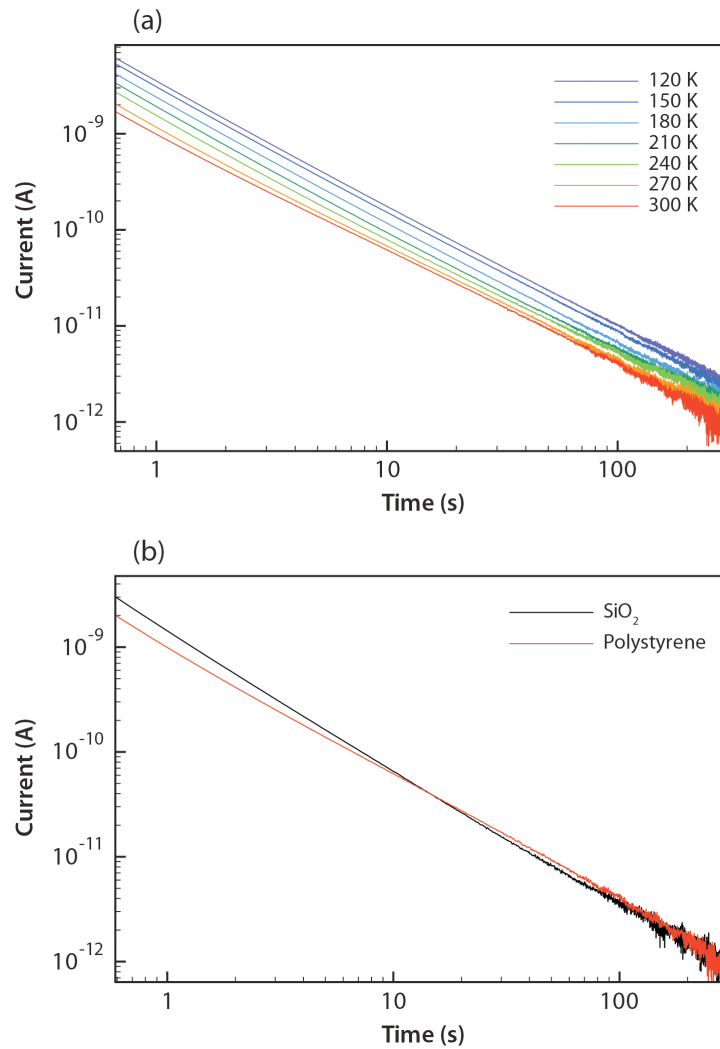 (a)
120 K
150 K
180 K
210 K
240 K
270 K
300 K
10⁻⁹
10⁻¹⁰
10⁻¹¹
10⁻¹²
Current (A)
1 10 100
Time (s)
(b)
SiO₂
Polystyrene
10⁻⁹
10⁻¹⁰
10⁻¹¹
10⁻¹²
Current (A)
1 10 100
Time (s)